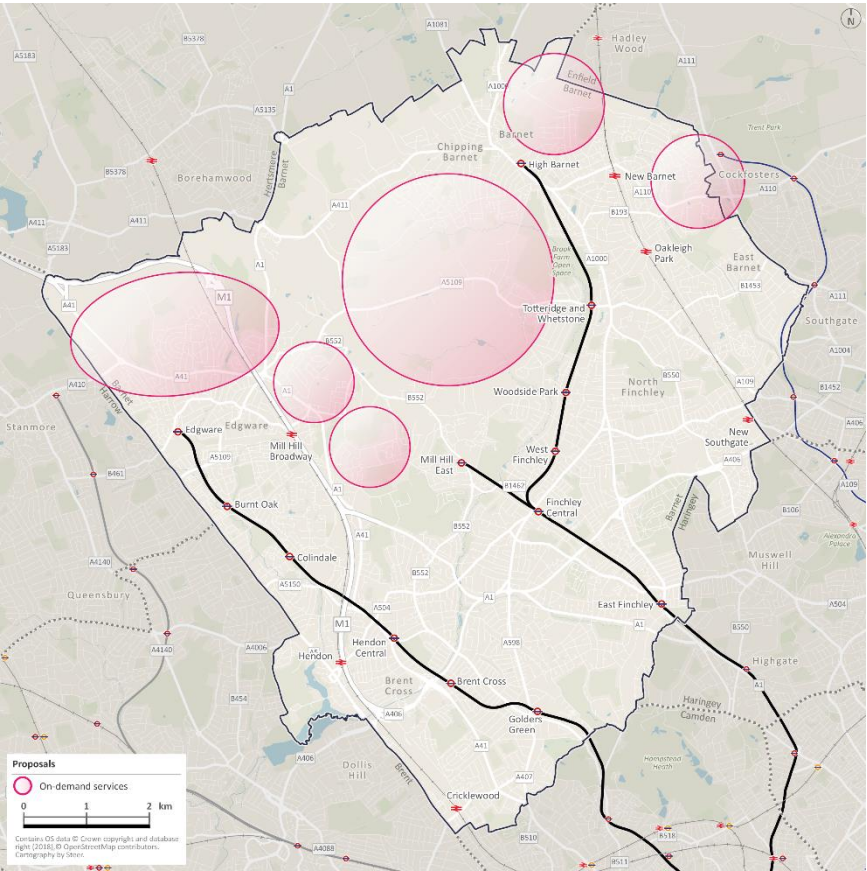 A1081
N
A5183
B5378
Hadley
Wood
A1
A111
A1000
Enfield
Barnet
A5135
Trent Park
Barnet
Chipping
Barnet
High Barnet
B5378
Hertsmere
Barnet
Cockfosters
Borehamwood
New Barnet
A110
A110
A411
A411
A411
B193
A5183
A1
Oakleigh
Park
Brook
Farm
Open
Space
A1000
East
Barnet
A41
A5109
B1453
M1
A111
Totteridge and
Whetstone
Southgate
B552
A1004
A41
B550
A410
Barnet
Harrow
A1
B552
Woodside Park
North
Finchley
A109
B1452
Stanmore
Edgware
Edgware
Mill Hill
Broadway
New
Southgate
A406
A5109
West
Finchley
Mill Hill
East
A406
B461
B1462
A109
A1
Burnt Oak
Finchley
Central
Barnet
Haringey
B106
B552
A41
Alexandra
Palace
Colindale
Muswell
Hill
A4140
B552
A5150
Queensbury
A504
A1
East Finchley
A504
M1
A1
B550
A4140
A4006
A5
Hendon
Central
A598
Hendon
Highgate
Brent
Cross
Brent Cross
A1
B454
Haringey
Camden
A406
Golders
Green
A41
A406
Hampstead
Heath
Dollis
Hill
Brent
A407
Cricklewood
B510
B518
A4088
B511
Proposals
On-demand services
0 1 2 km
Contains OS data © Crown copyright and database
right (2018), © OpenStreetMap contributors.
Cartography by Steer.